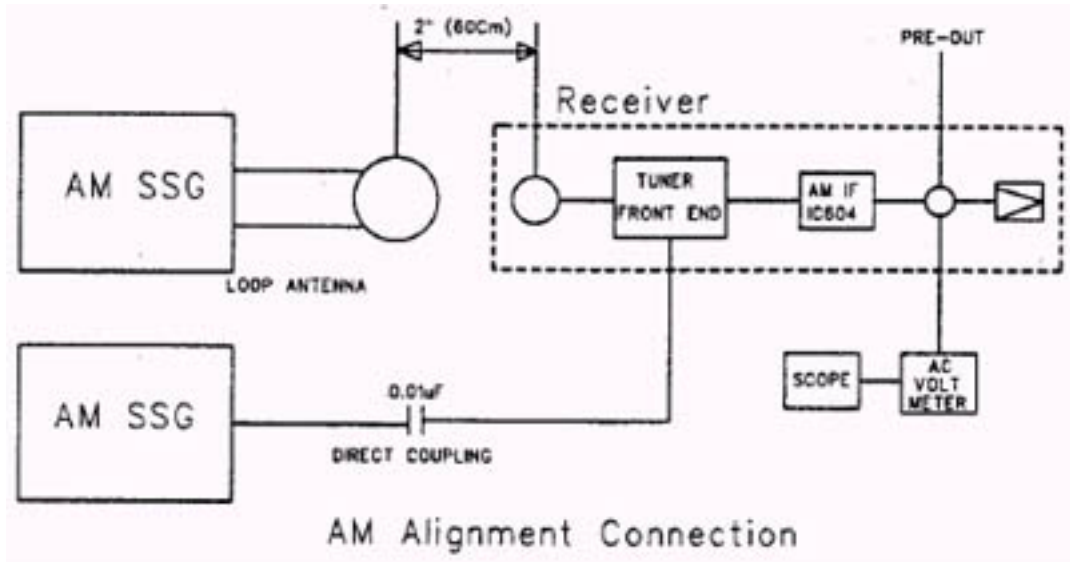 2" (60Cm)
PRE-OUT
Receiver
AM SSG
TUNER
FRONT END
AM IF
IC604
LOOP ANTENNA
SCOPE
AC
VOLT
METER
AM SSG
0.01uF
DIRECT COUPLING
AM Alignment Connection